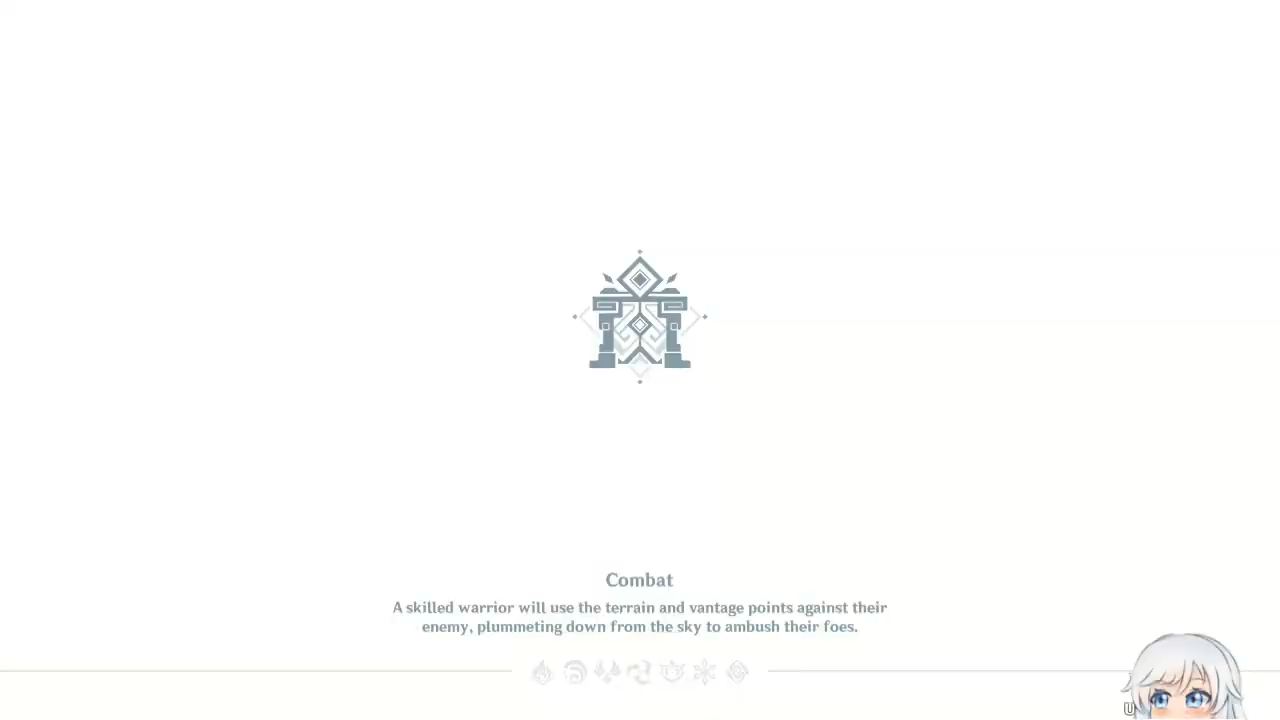 Combat
A skilled warrior will use the terrain and vantage points against their
enemy, plummeting down from the sky to ambush their foes.
U